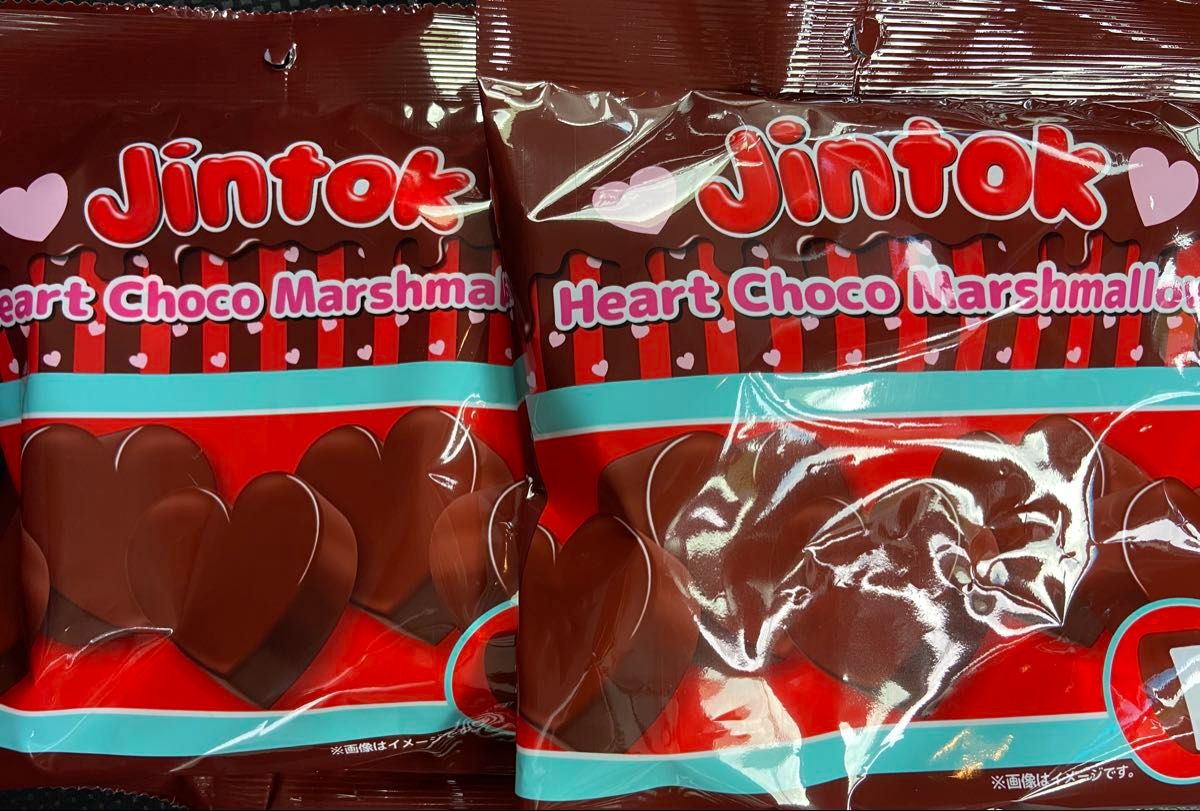 Jintok
eart Choco Marshmal
※画像はイメージで
Jintok
Heart Choco Marshmallo
※画像はイメージです。